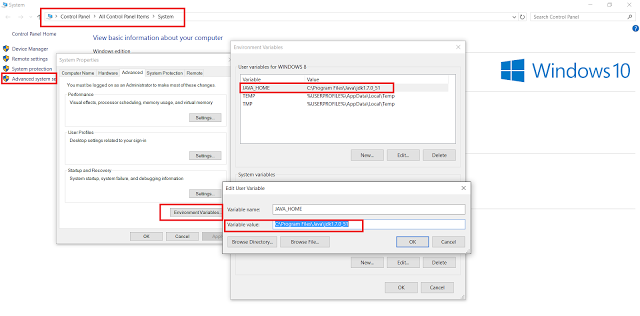 System
Control Panel > All Control Panel Items > System
Search Control Panel
Control Panel Home
View basic information about your computer
Device Manager
Windows edition
Remote settings
System protection
Advanced system se
Windows 10
System Properties
Computer Name Hardware Advanced System Protection Remote
You must be logged on as an Administrator to make most of these changes.
Performance
Visual effects, processor scheduling, memory usage, and virtual memory
Settings...
User Profiles
Desktop settings related to your sign-in
Settings...
Startup and Recovery
System startup, system failure, and debugging information
Settings...
Environment Variables...
OK Cancel Apply
Environment Variables
User variables for WINDOWS 8
Variable Value
JAVA_HOME C:\Program Files\Java\jdk1.7.0_51
TEMP %USERPROFILE%\AppData\Local\Temp
TMP %USERPROFILE%\AppData\Local\Temp
New... Edit... Delete
System variables
Edit User Variable
Variable name: JAVA_HOME
Variable value: C:\Program Files\Java\jdk1.7.0_51
Browse Directory... Browse File... OK Cancel
New... Edit... Delete
OK Cancel